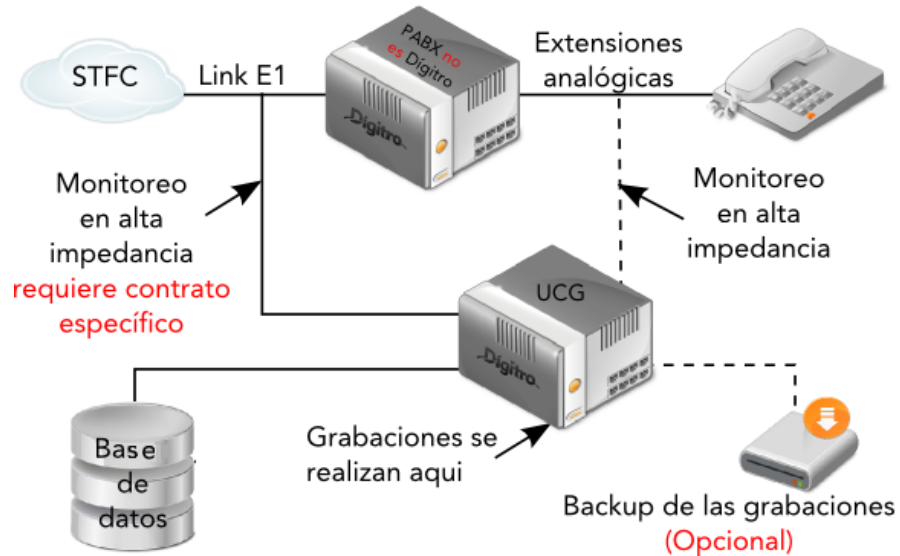 STFC
Link E1
PABX no
es Dígitro
Dígitro
Extensiones
analógicas
Monitoreo
en alta
impedancia
requiere contrato
específico
Monitoreo
en alta
impedancia
UCG
Dígitro
Grabaciones se
realizan aqui
Base
de
datos
Backup de las grabaciones
(Opcional)